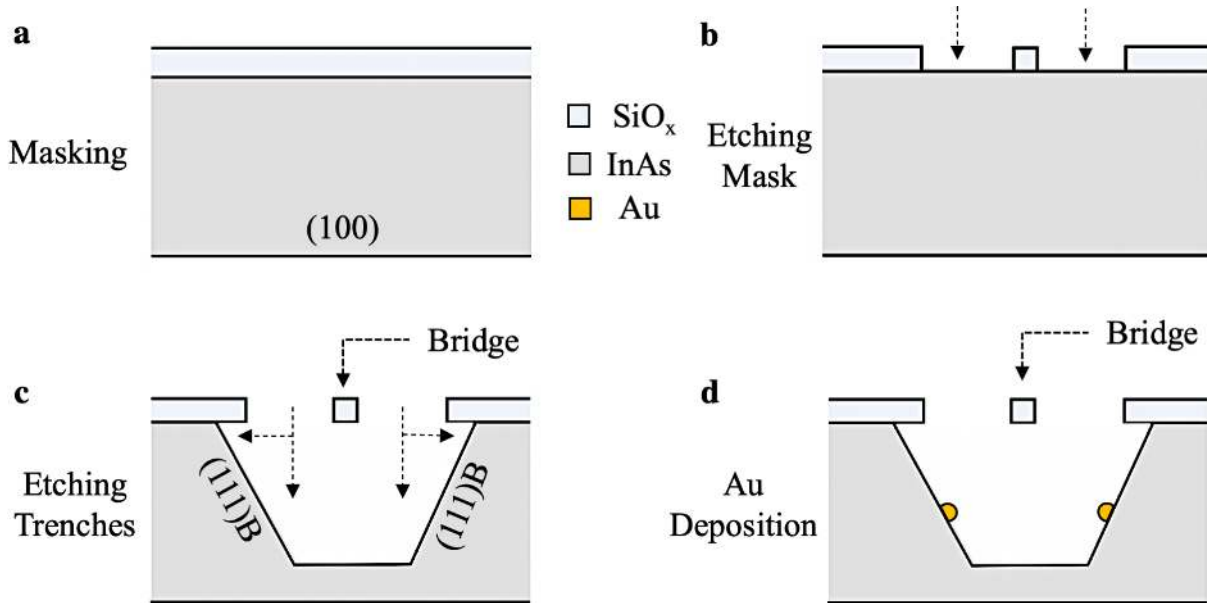 a
Masking
(100)
SiOₓ
InAs
Au
b
Etching
Mask
c
Bridge
Etching
Trenches
(111)B
(111)B
d
Bridge
Au
Deposition